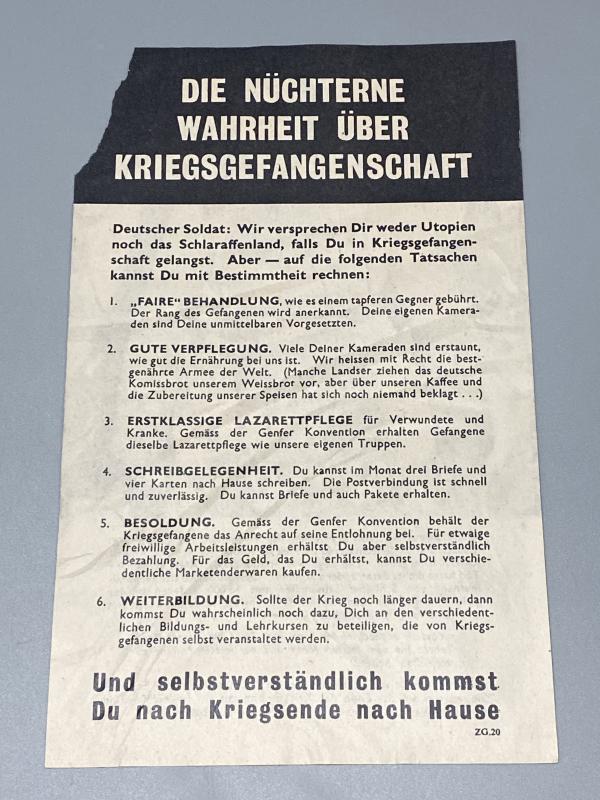 DIE NÜCHTERNE
WAHRHEIT ÜBER
KRIEGSGEFANGENSCHAFT
Deutscher Soldat: Wir versprechen Dir weder Utopien
noch das Schlaraffenland, falls Du in Kriegsgefangen-
schaft gelangst. Aber — auf die folgenden Tatsachen
kannst Du mit Bestimmtheit rechnen:
1. „FAIRE" BEHANDLUNG, wie es einem tapferen Gegner gebührt.
Der Rang des Gefangenen wird anerkannt. Deine eigenen Kamera-
den sind Deine unmittelbaren Vorgesetzten.
2. GUTE VERPFLEGUNG. Viele Deiner Kameraden sind erstaunt,
wie gut die Ernährung bei uns ist. Wir heissen mit Recht die best-
genährte Armee der Welt. (Manche Landser ziehen das deutsche
Komissbrot unserem Weissbrot vor, aber über unseren Kaffee und
die Zubereitung unserer Speisen hat sich noch niemand beklagt . . .)
3. ERSTKLASSIGE LAZARETTPFLEGE für Verwundete und
Kranke. Gemäss der Genfer Konvention erhalten Gefangene
dieselbe Lazarettpflege wie unsere eigenen Truppen.
4. SCHREIBGELEGENHEIT. Du kannst im Monat drei Briefe und
vier Karten nach Hause schreiben. Die Postverbindung ist schnell
und zuverlässig. Du kannst Briefe und auch Pakete erhalten.
5. BESOLDUNG. Gemäss der Genfer Konvention behält der
Kriegsgefangene das Anrecht auf seine Entlohnung bei. Für etwaige
freiwillige Arbeitsleistungen erhältst Du aber selbstverständlich
Bezahlung. Für das Geld, das Du erhältst, kannst Du verschie-
dentliche Marketenderwaren kaufen.
6. WEITERBILDUNG. Sollte der Krieg noch länger dauern, dann
kommst Du wahrscheinlich noch dazu, Dich an den verschiedent-
lichen Bildungs- und Lehrkursen zu beteiligen, die von Kriegs-
gefangenen selbst veranstaltet werden.
Und selbstverständlich kommst
Du nach Kriegsende nach Hause
ZG.20